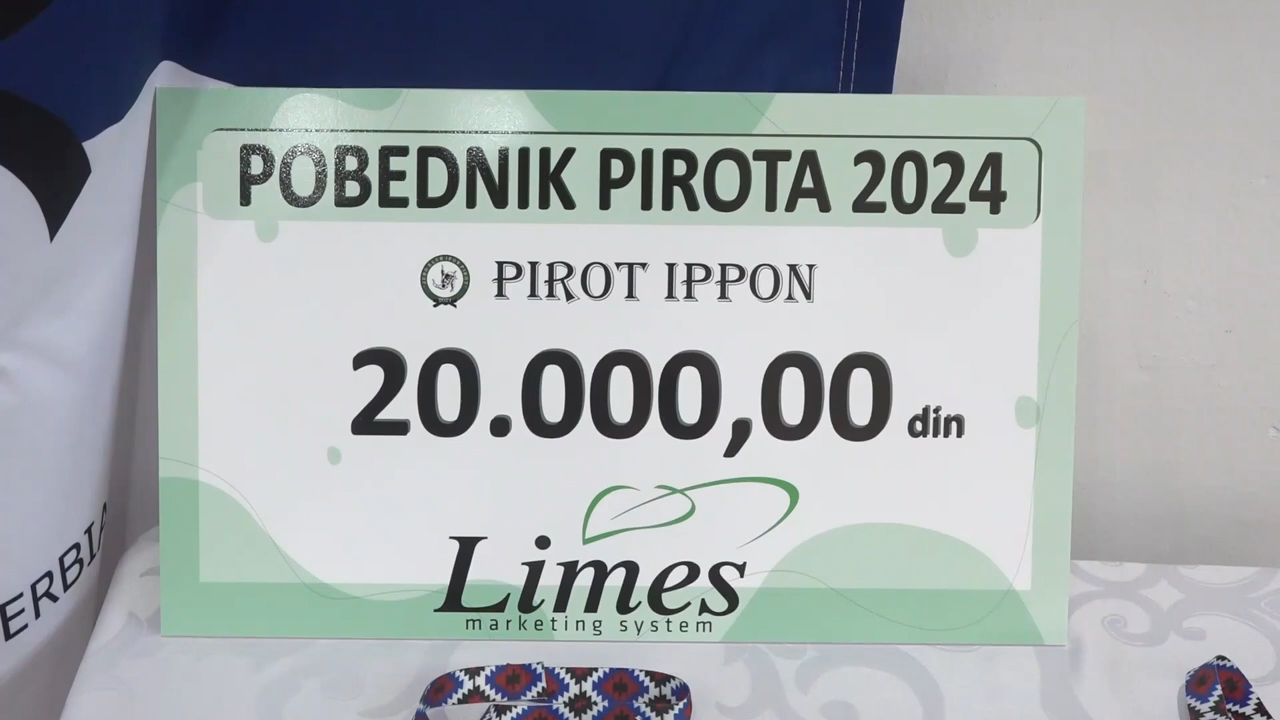 POBEDNIK PIROTA 2024
PIROT IPPON
20.000,00 din
Limes
marketing system
ERBIA